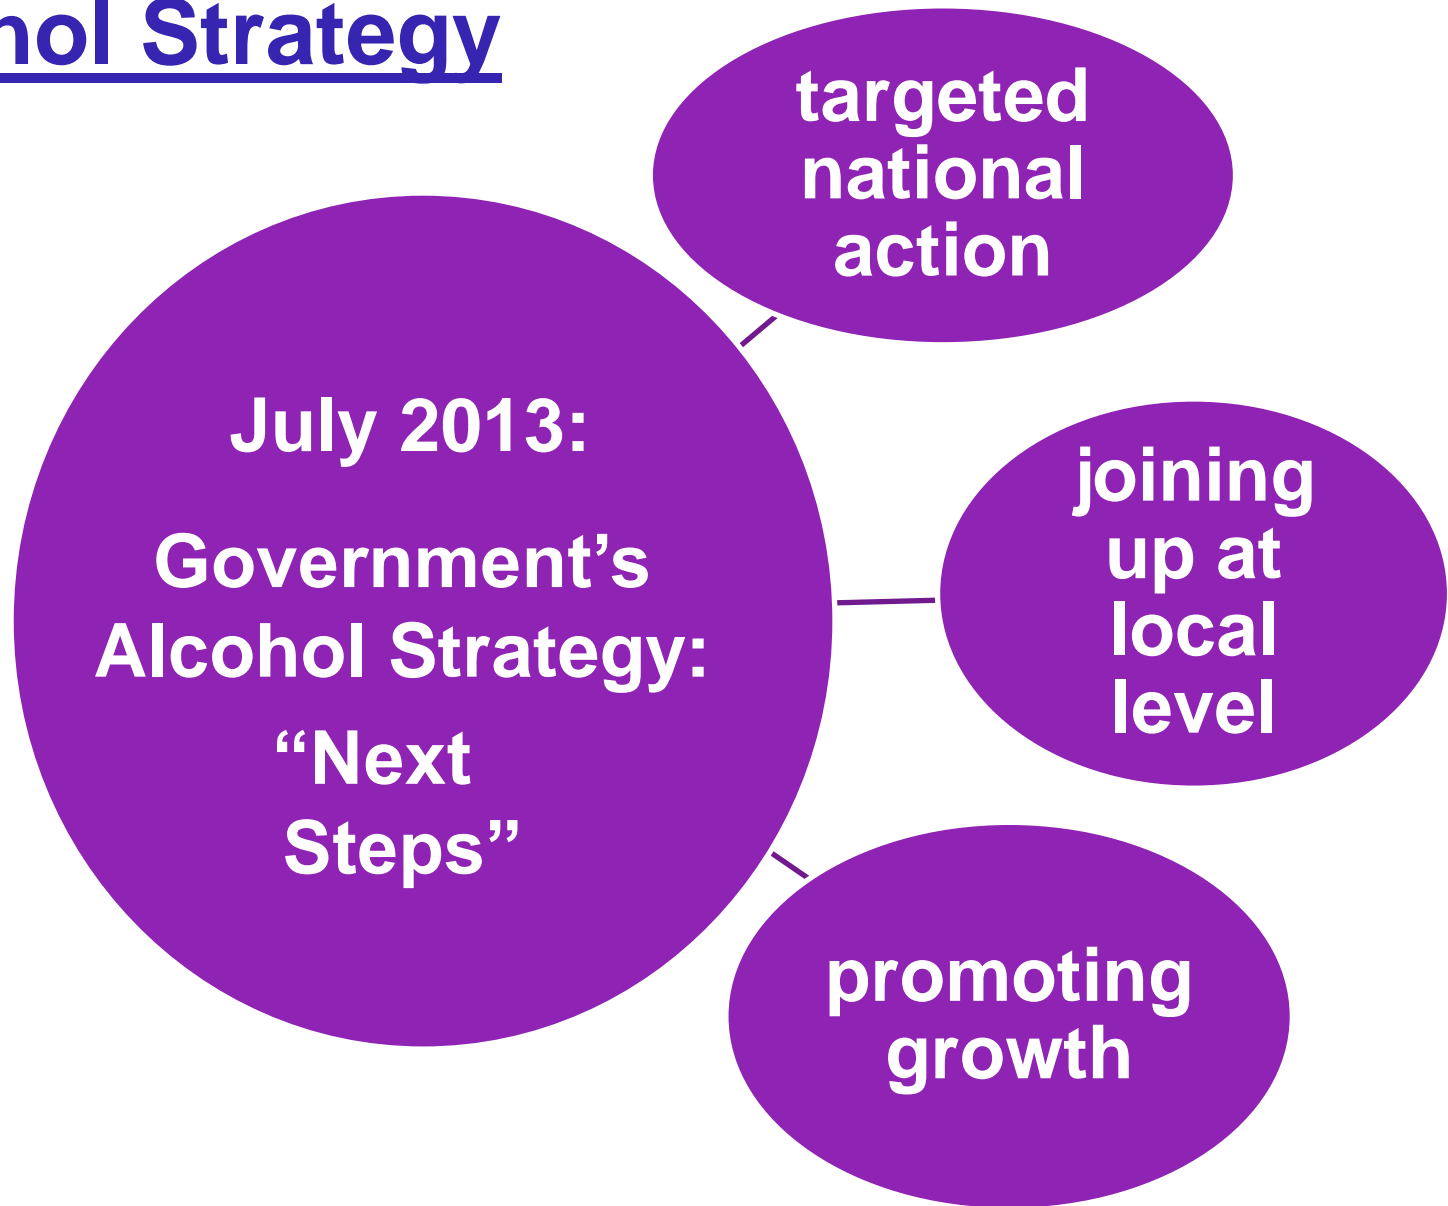 hol Strategy
targeted
national
action
July 2013:
Government’s
Alcohol Strategy:
“Next
Steps”
joining
up at
local
level
promoting
growth